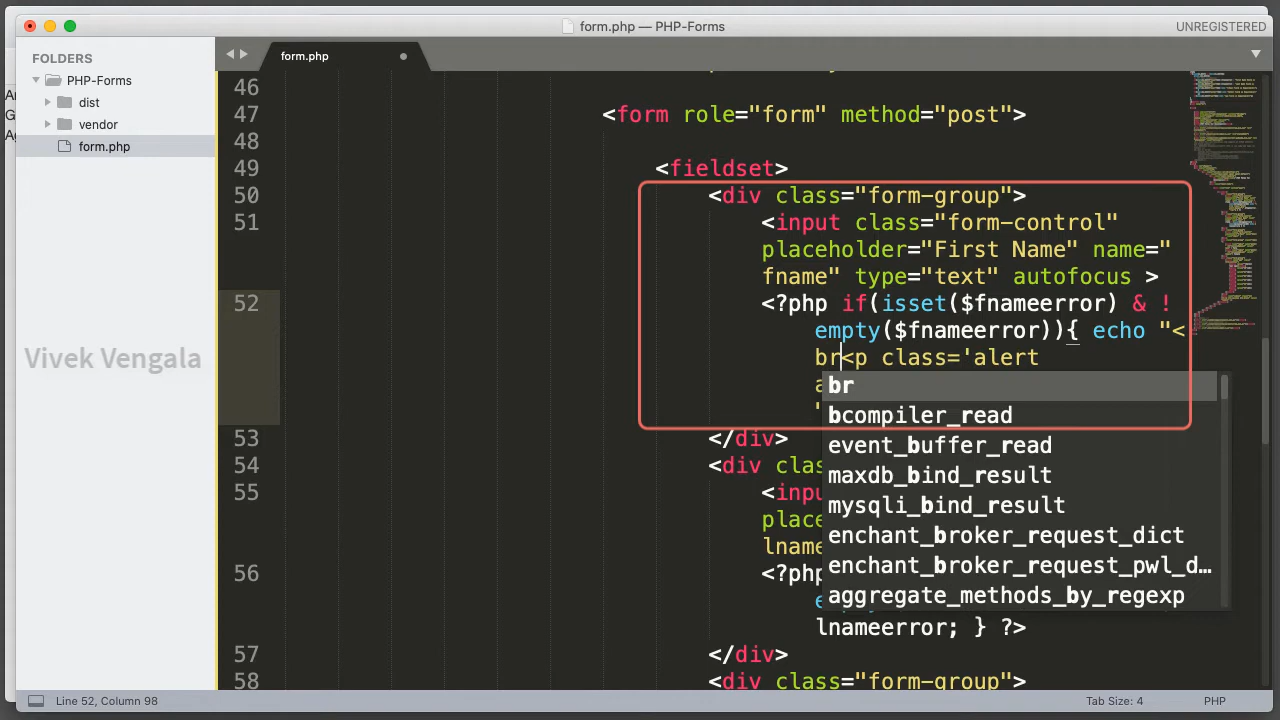 form.php — PHP-Forms
UNREGISTERED
FOLDERS
PHP-Forms
dist
vendor
form.php
Vivek Vengala
form.php
46
47 <form role="form" method="post">
48
49 <fieldset>
50 <div class="form-group">
51 <input class="form-control"
placeholder="First Name" name="
fname" type="text" autofocus >
52 <?php if(isset($fnameerror) & !
empty($fnameerror)){ echo "<
br<p class='alert
br
bcompiler_read
event_buffer_read
maxdb_bind_result
mysqli_bind_result
enchant_broker_request_dict
enchant_broker_request_pwl_d…
aggregate_methods_by_regexp
53 </div>
54 <div clas
55 <inpu
place
lname
56 <?php
lnameerror; } ?>
57 </div>
58 <div class="form-group">
Line 52, Column 98
Tab Size: 4
PHP